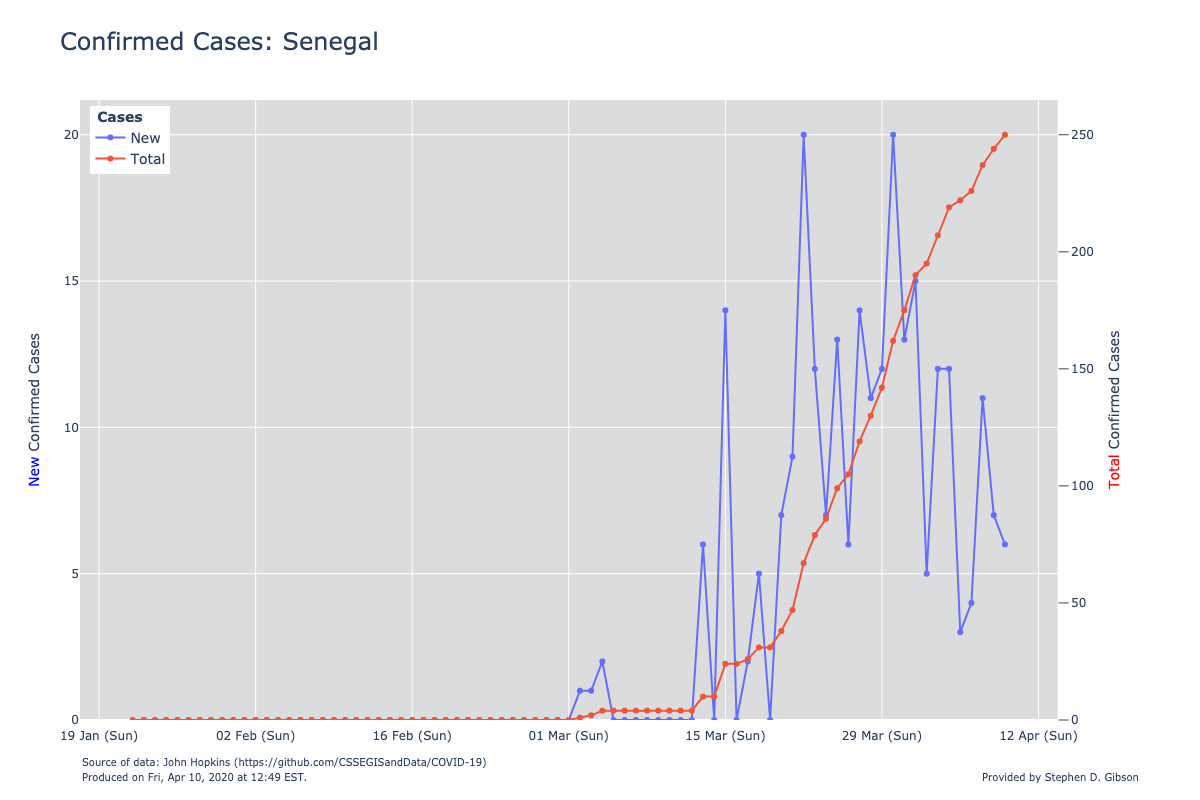 Confirmed Cases: Senegal
Cases
New
Total
20
15
10
5
0
250
200
150
100
50
0
New Confirmed Cases
Total Confirmed Cases
19 Jan (Sun)
02 Feb (Sun)
16 Feb (Sun)
01 Mar (Sun)
15 Mar (Sun)
29 Mar (Sun)
12 Apr (Sun)
Source of data: John Hopkins (https://github.com/CSSEGISandData/COVID-19)
Produced on Fri, Apr 10, 2020 at 12:49 EST.
Provided by Stephen D. Gibson